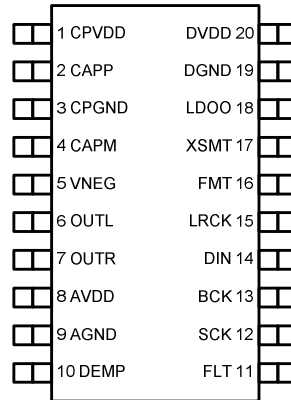 1 CPVDD DVDD 20
2 CAPP DGND 19
3 CPGND LDOO 18
4 CAPM XSMT 17
5 VNEG FMT 16
6 OUTL LRCK 15
7 OUTR DIN 14
8 AVDD BCK 13
9 AGND SCK 12
10 DEMP FLT 11